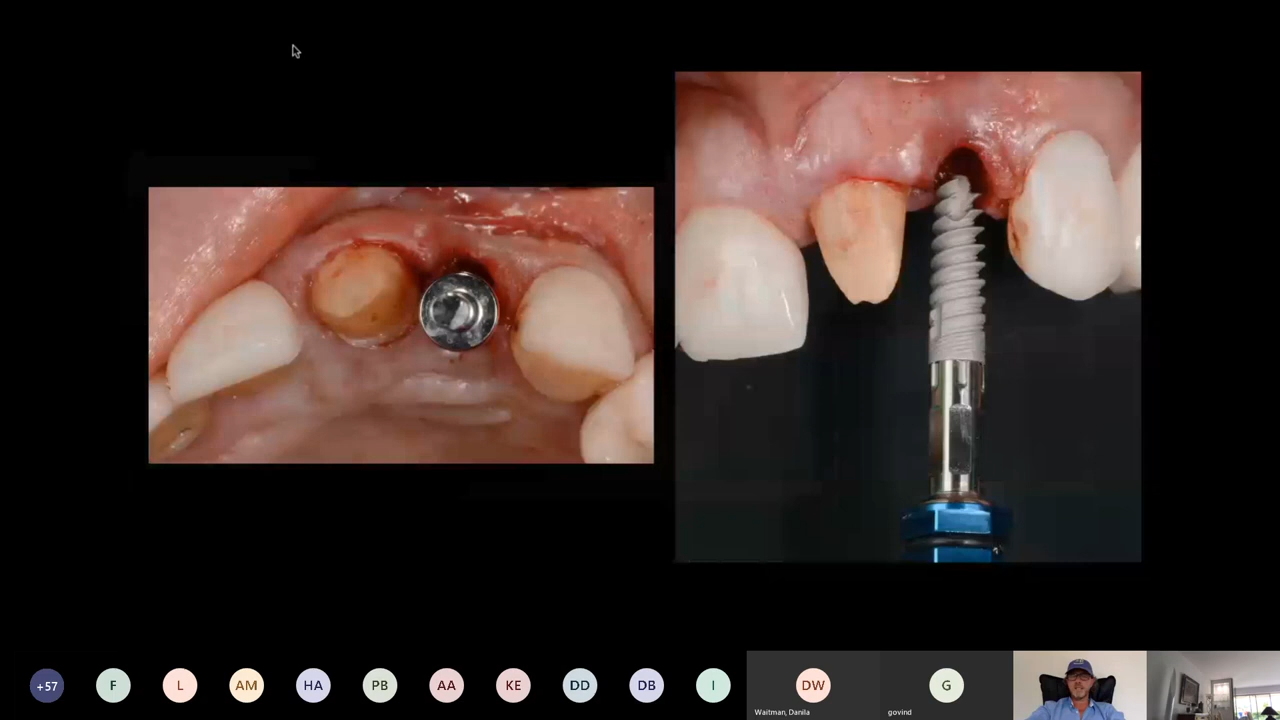 +57
F
L
AM
HA
PB
AA
KE
DD
DB
I
DW
G
Waitman, Danila
govind